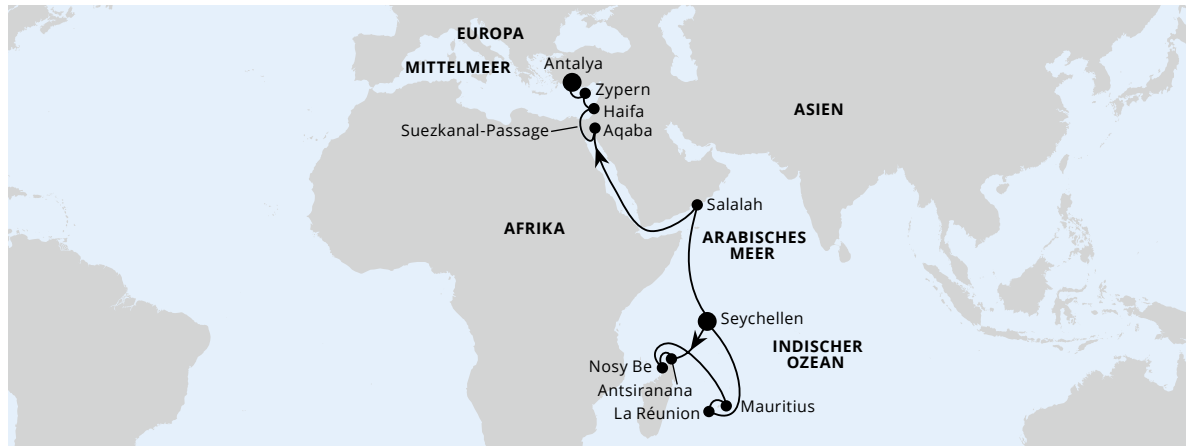 EUROPA
MITTELMEER
Antalya
Zypern
Haifa
Suezkanal-Passage
Aqaba
ASIEN
Salalah
AFRIKA
ARABISCHES
MEER
Seychellen
INDISCHER
OZEAN
Nosy Be
Antsiranana
La Réunion
Mauritius